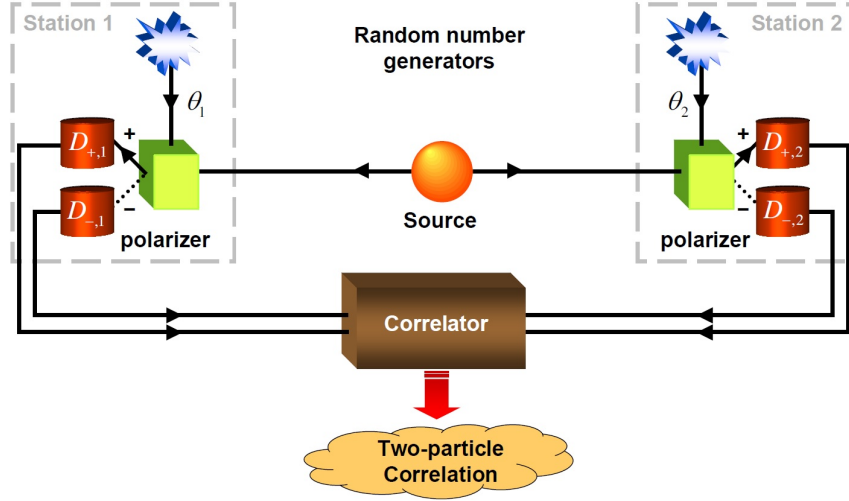 Station 1
Random number
generators
Station 2
θ₁
θ₂
+
D₊,₁
−
D₋,₁
polarizer
Source
+
D₊,₂
−
D₋,₂
polarizer
Correlator
Two-particle
Correlation